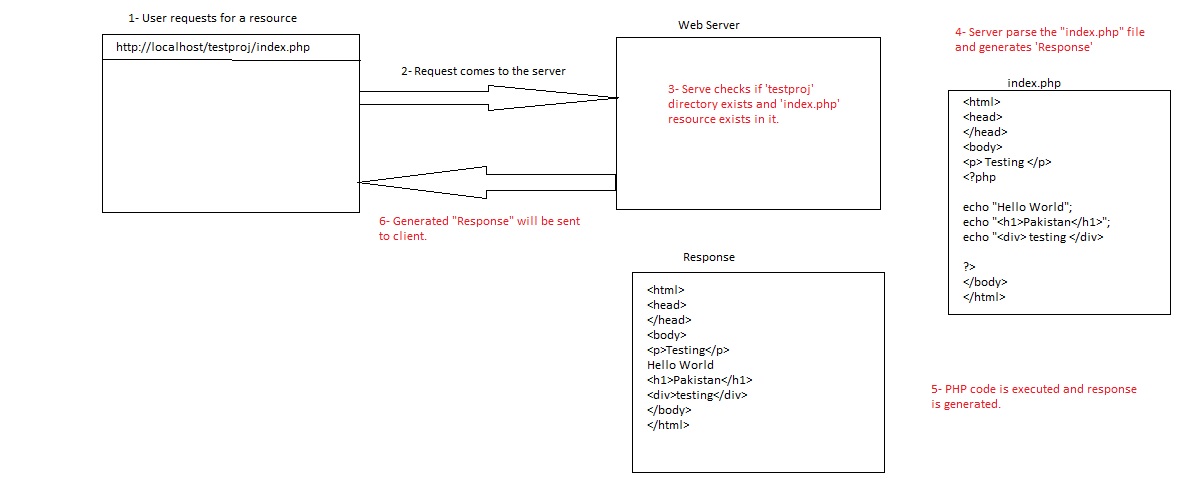 1- User requests for a resource
http://localhost/testproj/index.php
2- Request comes to the server
Web Server
3- Serve checks if 'testproj'
directory exists and 'index.php'
resource exists in it.
4- Server parse the "index.php" file
and generates 'Response'
index.php
<html>
<head>
</head>
<body>
<p> Testing </p>
<?php
echo "Hello World";
echo "<h1>Pakistan</h1>";
echo "<div> testing </div>
?>
</body>
</html>
5- PHP code is executed and response
is generated.
Response
<html>
<head>
</head>
<body>
<p>Testing</p>
Hello World
<h1>Pakistan</h1>
<div>testing</div>
</body>
</html>
6- Generated "Response" will be sent
to client.